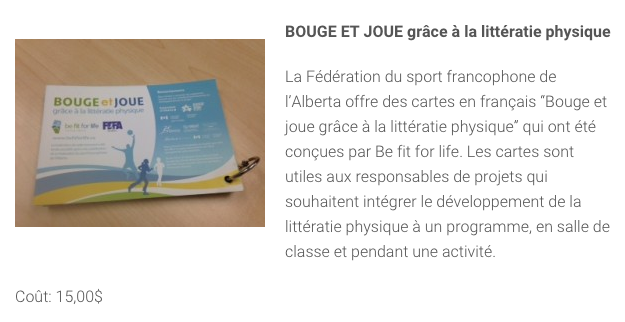 BOUGE ET JOUE grâce à la littératie physique
BOUGE et JOUE
grâce à la littératie physique
be fit for life
La Fédération du sport francophone de
l’Alberta offre des cartes en français “Bouge et
joue grâce à la littératie physique” qui ont été
conçues par Be fit for life. Les cartes sont
utiles aux responsables de projets qui
souhaitent intégrer le développement de la
littératie physique à un programme, en salle de
classe et pendant une activité.
Coût: 15,00$